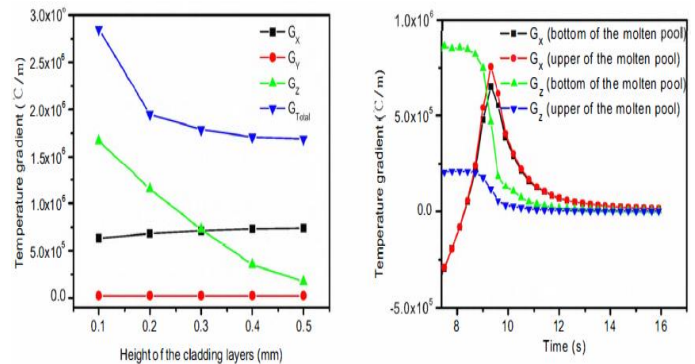 Temperature gradient (℃/m)
3.0x10⁶
2.5x10⁶
2.0x10⁶
1.5x10⁶
1.0x10⁶
5.0x10⁵
0.0
G_X
G_Y
G_Z
G_Total
0.1 0.2 0.3 0.4 0.5
Height of the cladding layers (mm)
Temperature gradient (℃/m)
1.0x10⁶
5.0x10⁵
0.0
-5.0x10⁵
G_x (bottom of the molten pool)
G_x (upper of the molten pool)
G_z (bottom of the molten pool)
G_z (upper of the molten pool)
8 10 12 14 16
Time (s)